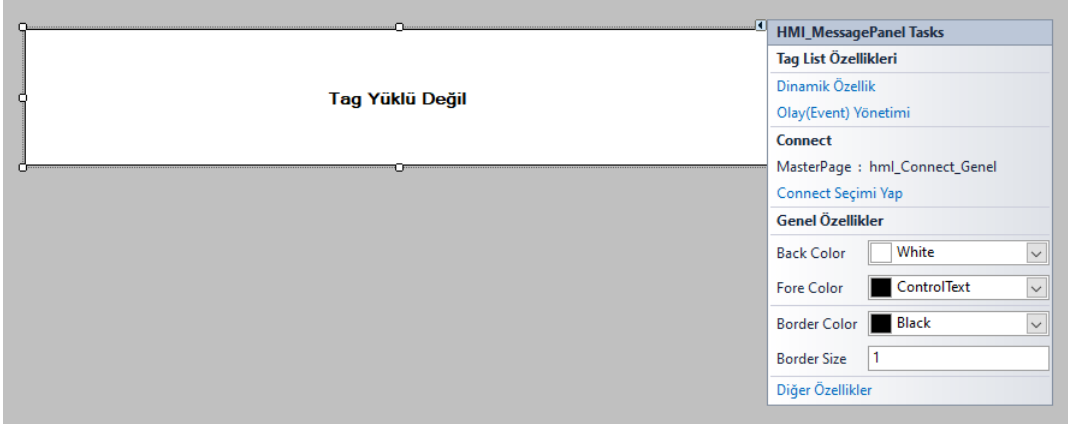 Tag Yüklü Değil
HMI_MessagePanel Tasks
Tag List Özellikleri
Dinamik Özellik
Olay(Event) Yönetimi
Connect
MasterPage : hml_Connect_Genel
Connect Seçimi Yap
Genel Özellikler
Back Color White
Fore Color ControlText
Border Color Black
Border Size 1
Diğer Özellikler